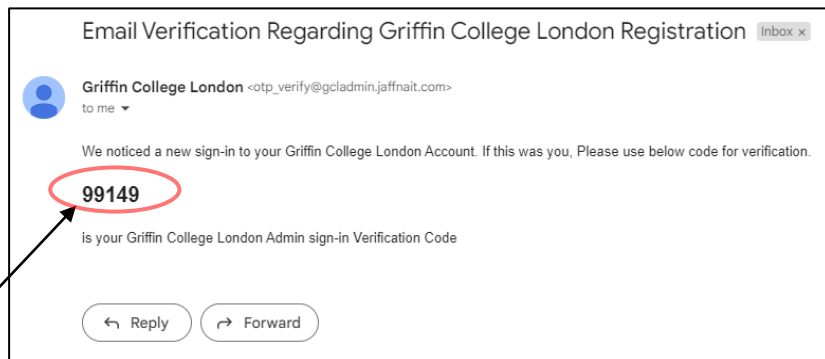 Email Verification Regarding Griffin College London Registration Inbox x
Griffin College London <otp_verify@gcladmin.jaffnait.com>
to me
We noticed a new sign-in to your Griffin College London Account. If this was you, Please use below code for verification.
99149
is your Griffin College London Admin sign-in Verification Code
Reply Forward